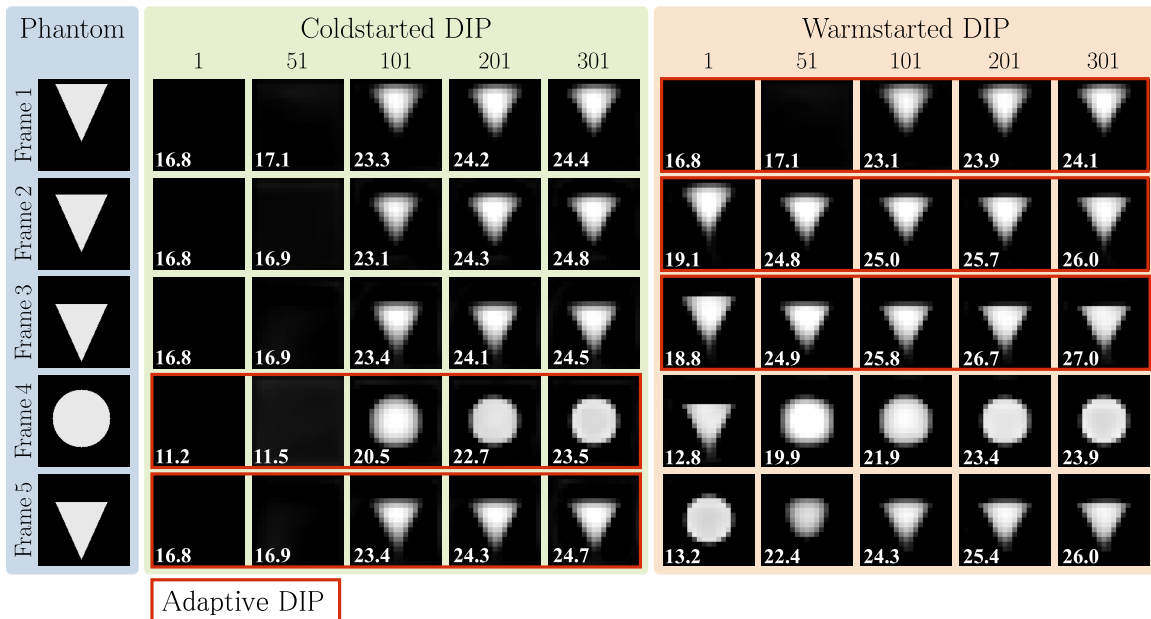 Phantom Coldstarted DIP Warmstarted DIP
1 51 101 201 301 1 51 101 201 301
Frame 1 16.8 17.1 23.3 24.2 24.4 16.8 17.1 23.1 23.9 24.1
Frame 2 16.8 16.9 23.1 24.3 24.8 19.1 24.8 25.0 25.7 26.0
Frame 3 16.8 16.9 23.4 24.1 24.5 18.8 24.9 25.8 26.7 27.0
Frame 4 11.2 11.5 20.5 22.7 23.5 12.8 19.9 21.9 23.4 23.9
Frame 5 16.8 16.9 23.4 24.3 24.7 13.2 22.4 24.3 25.4 26.0
Adaptive DIP